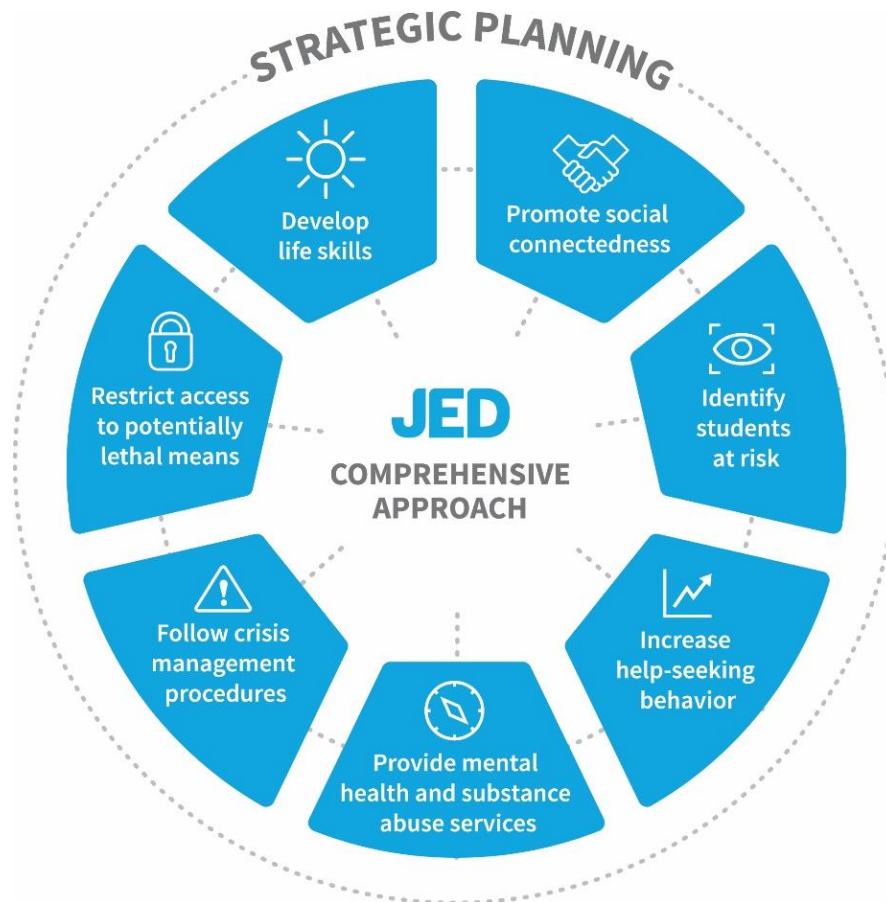 STRATEGIC PLANNING
Develop
life skills
Promote social
connectedness
Identify
students
at risk
Increase
help-seeking
behavior
Provide mental
health and substance
abuse services
Follow crisis
management
procedures
Restrict access
to potentially
lethal means
JED
COMPREHENSIVE
APPROACH